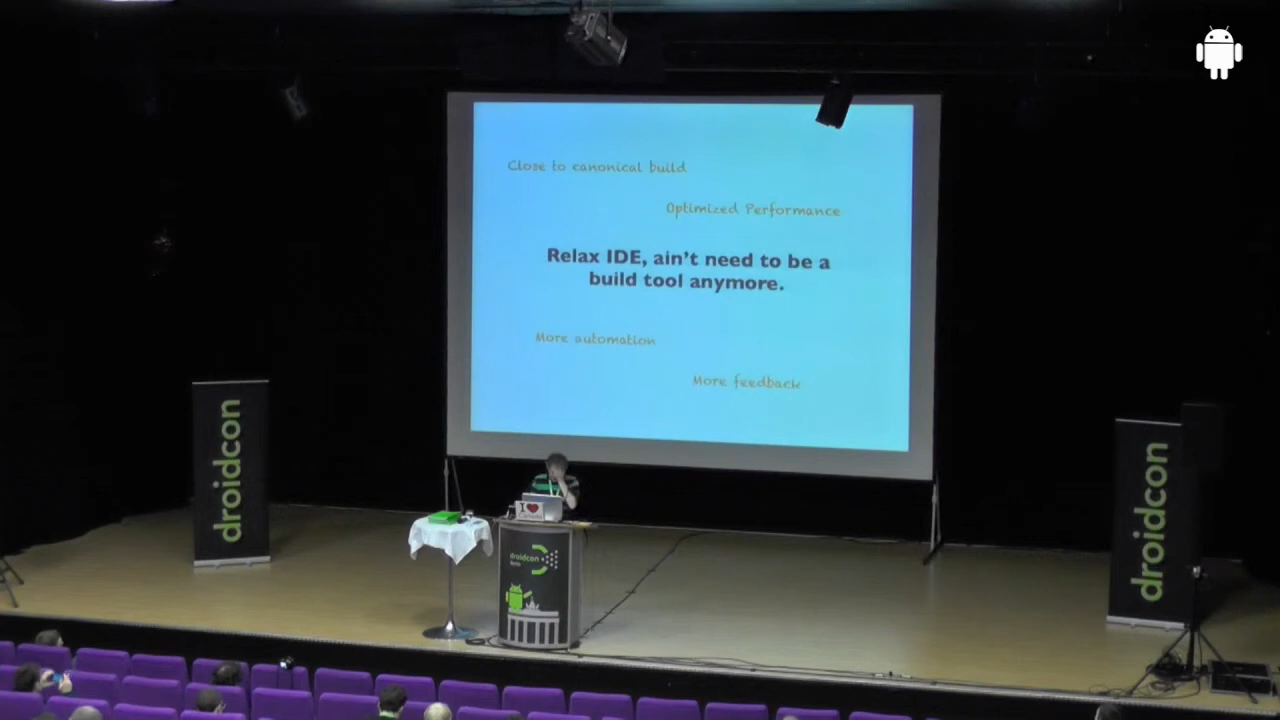 Close to canonical build
Optimized Performance
Relax IDE, ain't need to be a
build tool anymore.
More automation
More feedback
droidcon
droidcon
I
droidcon